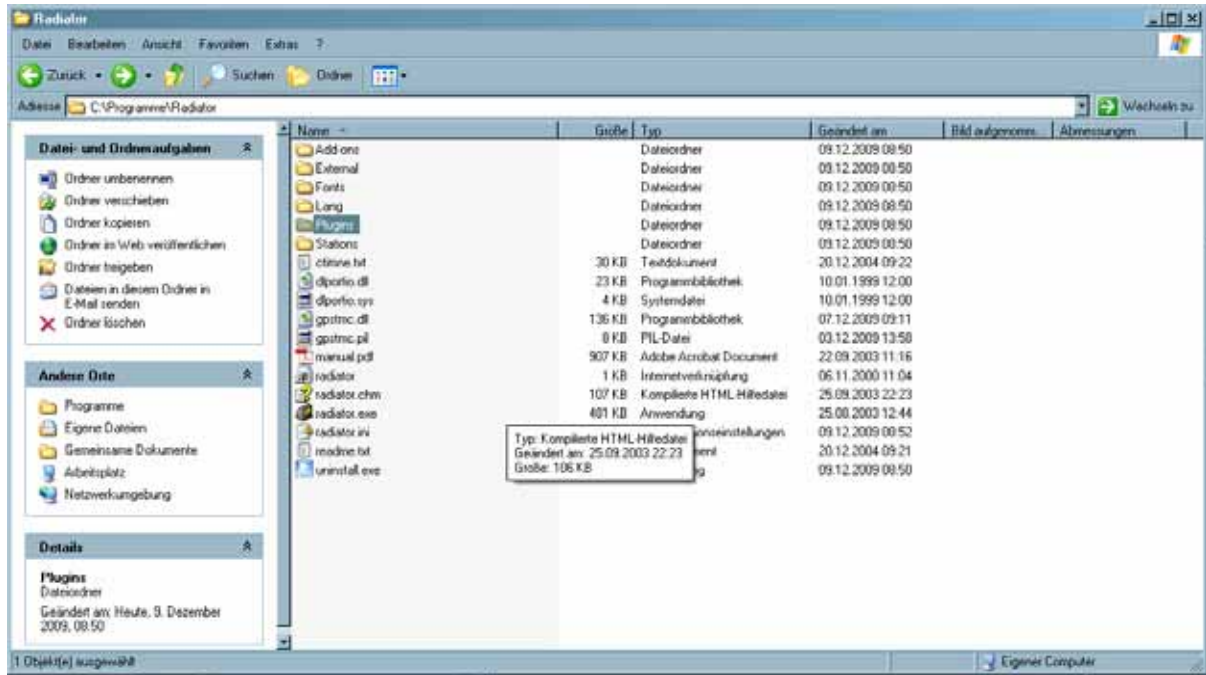 Radiator
Datei Bearbeiten Ansicht Favoriten Extras ?
Zurück Suchen Ordner
Adresse C:\Programme\Radiator Wechseln zu
Name Größe Typ Geändert am Bild aufgenomm. Abmessungen
Datei- und Ordneraufgaben
Ordner umbenennen
Ordner verschieben
Ordner kopieren
Ordner im Web veröffentlichen
Ordner freigeben
Dateien in diesem Ordner in
E-Mail senden
Ordner löschen
Andere Orte
Programme
Eigene Dateien
Gemeinsame Dokumente
Arbeitsplatz
Netzwerkumgebung
Details
Plugins
Dateiordner
Geändert am: Heute, 9. Dezember
2009, 08:50
Add-ons Dateiordner 09.12.2009 08:50
External Dateiordner 09.12.2009 08:50
Fonts Dateiordner 09.12.2009 08:50
Lang Dateiordner 09.12.2009 08:50
Plugins Dateiordner 09.12.2009 08:50
Stations Dateiordner 09.12.2009 08:50
30 KB Textdokument 20.12.2004 09:22
dlportio.dll 23 KB Programmbibliothek 10.01.1999 12:00
dlportio.sys 4 KB Systemdatei 10.01.1999 12:00
gpstmc.dll 136 KB Programmbibliothek 07.12.2009 09:11
gpstmc.pil 8 KB PIL-Datei 03.12.2009 13:58
manual.pdf 907 KB Adobe Acrobat Document 22.09.2003 11:16
radiator 1 KB Internetverknüpfung 06.11.2000 11:04
radiator.chm 107 KB Kompilierte HTML-Hilfedatei 25.09.2003 22:23
radiator.exe 401 KB Anwendung 25.08.2003 12:44
radiator.ini onseinstellungen 09.12.2009 08:52
readme.txt ment 20.12.2004 09:21
uninstall.exe g 09.12.2009 08:50
Typ: Kompilierte HTML-Hilfedatei
Geändert am: 25.09.2003 22:23
Größe: 106 KB
1 Objekt(e) ausgewählt Eigener Computer